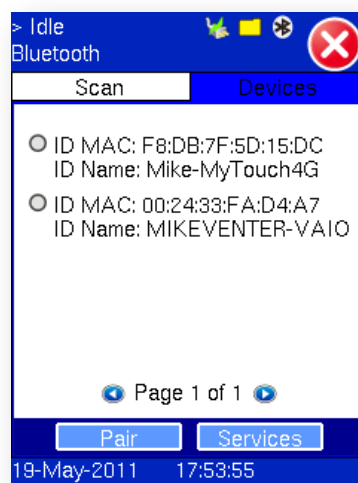 > Idle
Bluetooth
Scan
Devices
ID MAC: F8:DB:7F:5D:15:DC
ID Name: Mike-MyTouch4G
ID MAC: 00:24:33:FA:D4:A7
ID Name: MIKEVENTER-VAIO
Page 1 of 1
Pair
Services
19-May-2011 17:53:55